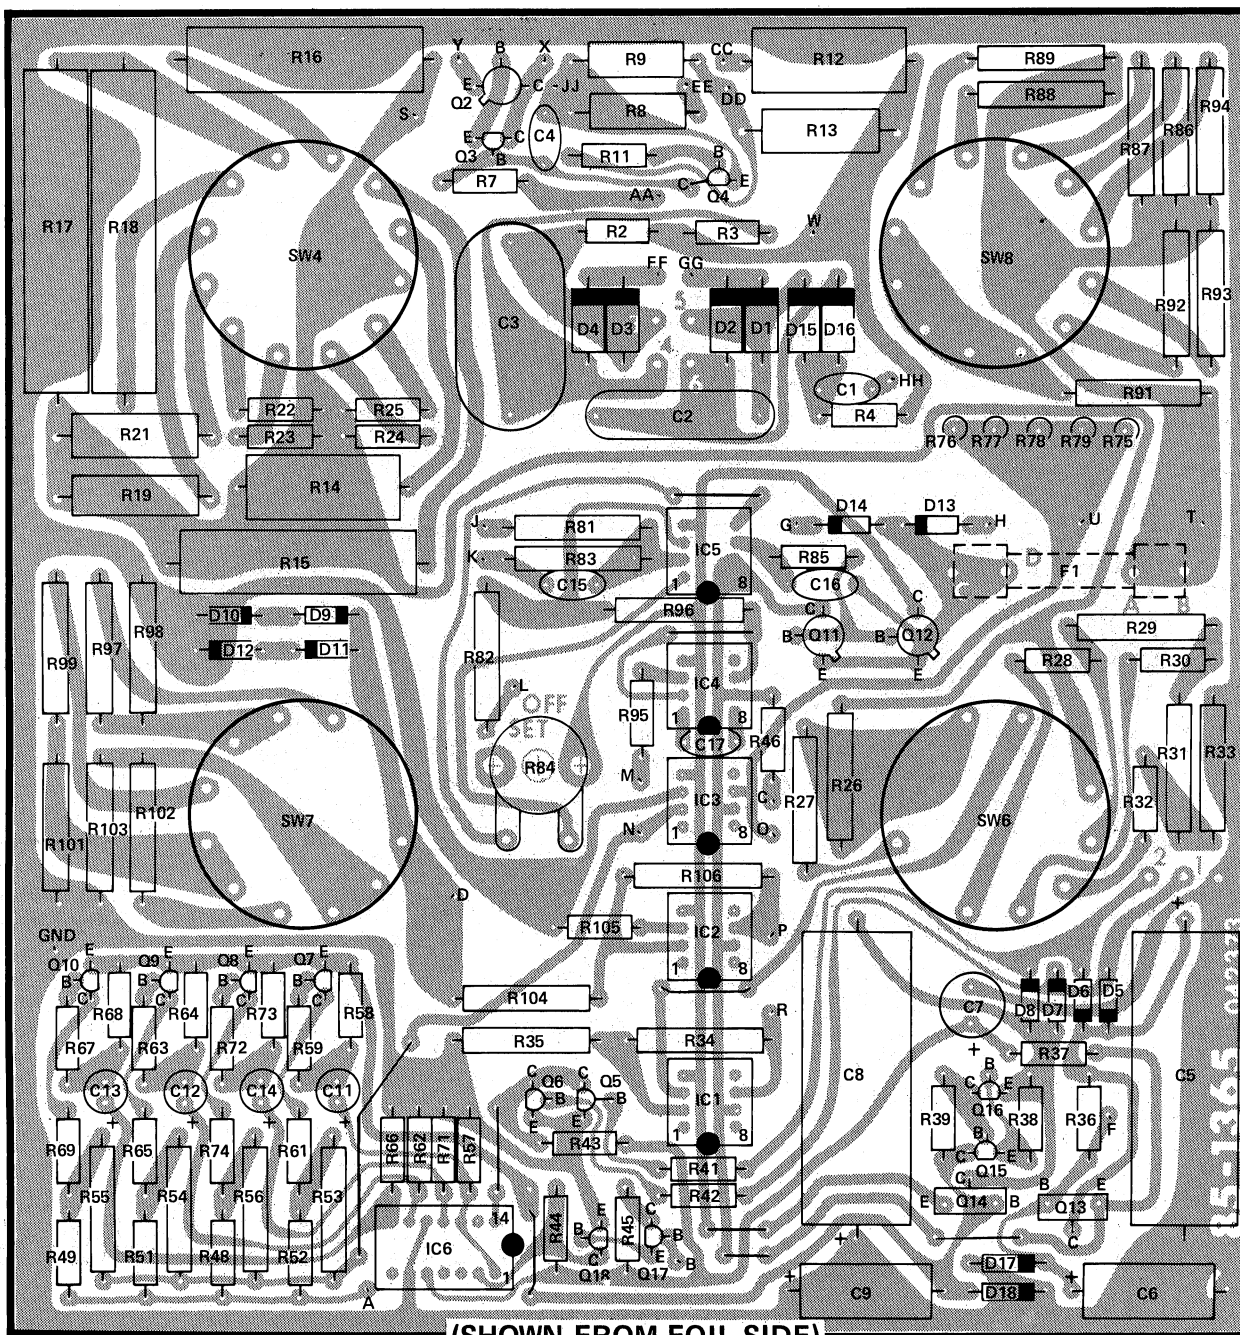 Y B X CC
R16 R9 R12 R89
E C JJ EE DD
Q2 R88 R94
S R8
E C C4 R13 R86
Q3 B R11 B R87
R7 C E
AA Q4
R17 R18 R2 R3 W
SW4 SW8
FF GG R92 R93
5
C3 D4 D3 D2 D1 D15 D16
4
6 C1 HH
R91
R22 R25 C2 R4
R21 R23 R24 R76 R77 R78 R79 R75
R19 R14
D14 D13
J R81 G H U T
IC5
R15 K R83 R85 D F1
C15 1 8 C16 C
R96 C C A B
D10 D9 R29
R98 B Q11 B Q12
R99 R97 D12 D11 R82 R28 R30
E E
L IC4
OFF
SET R95 1 8 R46 R31 R33
C17
R84 M R26
SW7 IC3 C R27 R32 SW6
R101 R103 R102 N 1 8 O
2 1
R106
D +
GND R105 IC2 P
Q10 E Q9 E Q8 E Q7 E
B B B B 1 8
C C C C R104
R68 R64 R73 R58 R C7 D8 D7 D6 D5
R67 R63 R72 R59 R35 R34 + R37
C13 C12 C14 C11 C Q6 C Q5 IC1 C8 B C5
B B C E
+ + + + E E R39 Q16 R38 R36 F
R69 R65 R74 R61 R66 R62 R71 R57 R43 1 8 B
C E
R41 Q15
R55 R54 R56 R53 R42 C B E
E Q14 B Q13
14 R44 E R45 C C
R49 R51 R48 R52 IC6 B B +
C E
1 Q18 Q17 B D17
A + C9 D18 + C6
85-1365 04273
(SHOWN FROM FOIL SIDE)